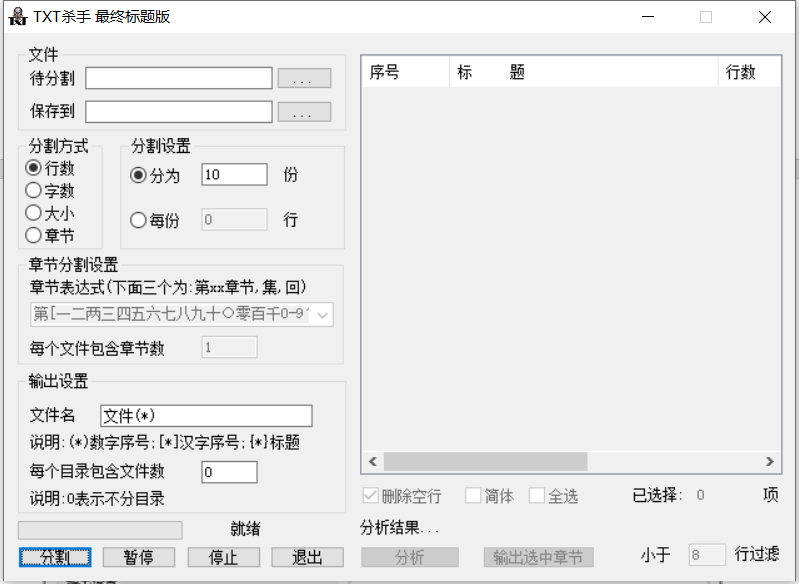 TXT杀手 最终标题版
文件
待分割
...
保存到
...
分割方式
行数
字数
大小
章节
分割设置
分为 10 份
每份 0 行
章节分割设置
章节表达式(下面三个为:第xx章节,集,回)
第[一二两三四五六七八九十○零百千0-9
每个文件包含章节数 1
输出设置
文件名 文件(*)
说明:(*)数字序号;[*]汉字序号;{*}标题
每个目录包含文件数 0
说明:0表示不分目录
就绪
分割 暂停 停止 退出
序号 标 题 行数
删除空行 简体 全选 已选择: 0 项
分析结果...
分析 输出选中章节 小于 8 行过滤